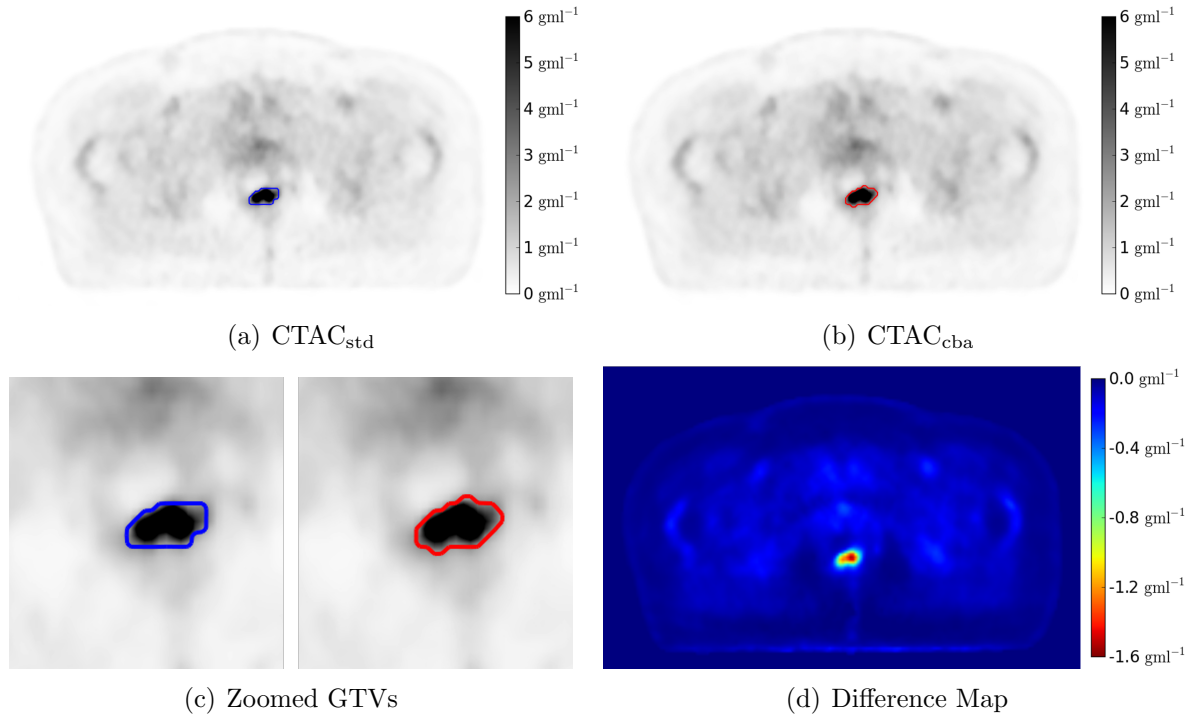 6 gml⁻¹
5 gml⁻¹
4 gml⁻¹
3 gml⁻¹
2 gml⁻¹
1 gml⁻¹
0 gml⁻¹
(a) CTAC_std
6 gml⁻¹
5 gml⁻¹
4 gml⁻¹
3 gml⁻¹
2 gml⁻¹
1 gml⁻¹
0 gml⁻¹
(b) CTAC_cba
(c) Zoomed GTVs
0.0 gml⁻¹
-0.4 gml⁻¹
-0.8 gml⁻¹
-1.2 gml⁻¹
-1.6 gml⁻¹
(d) Difference Map